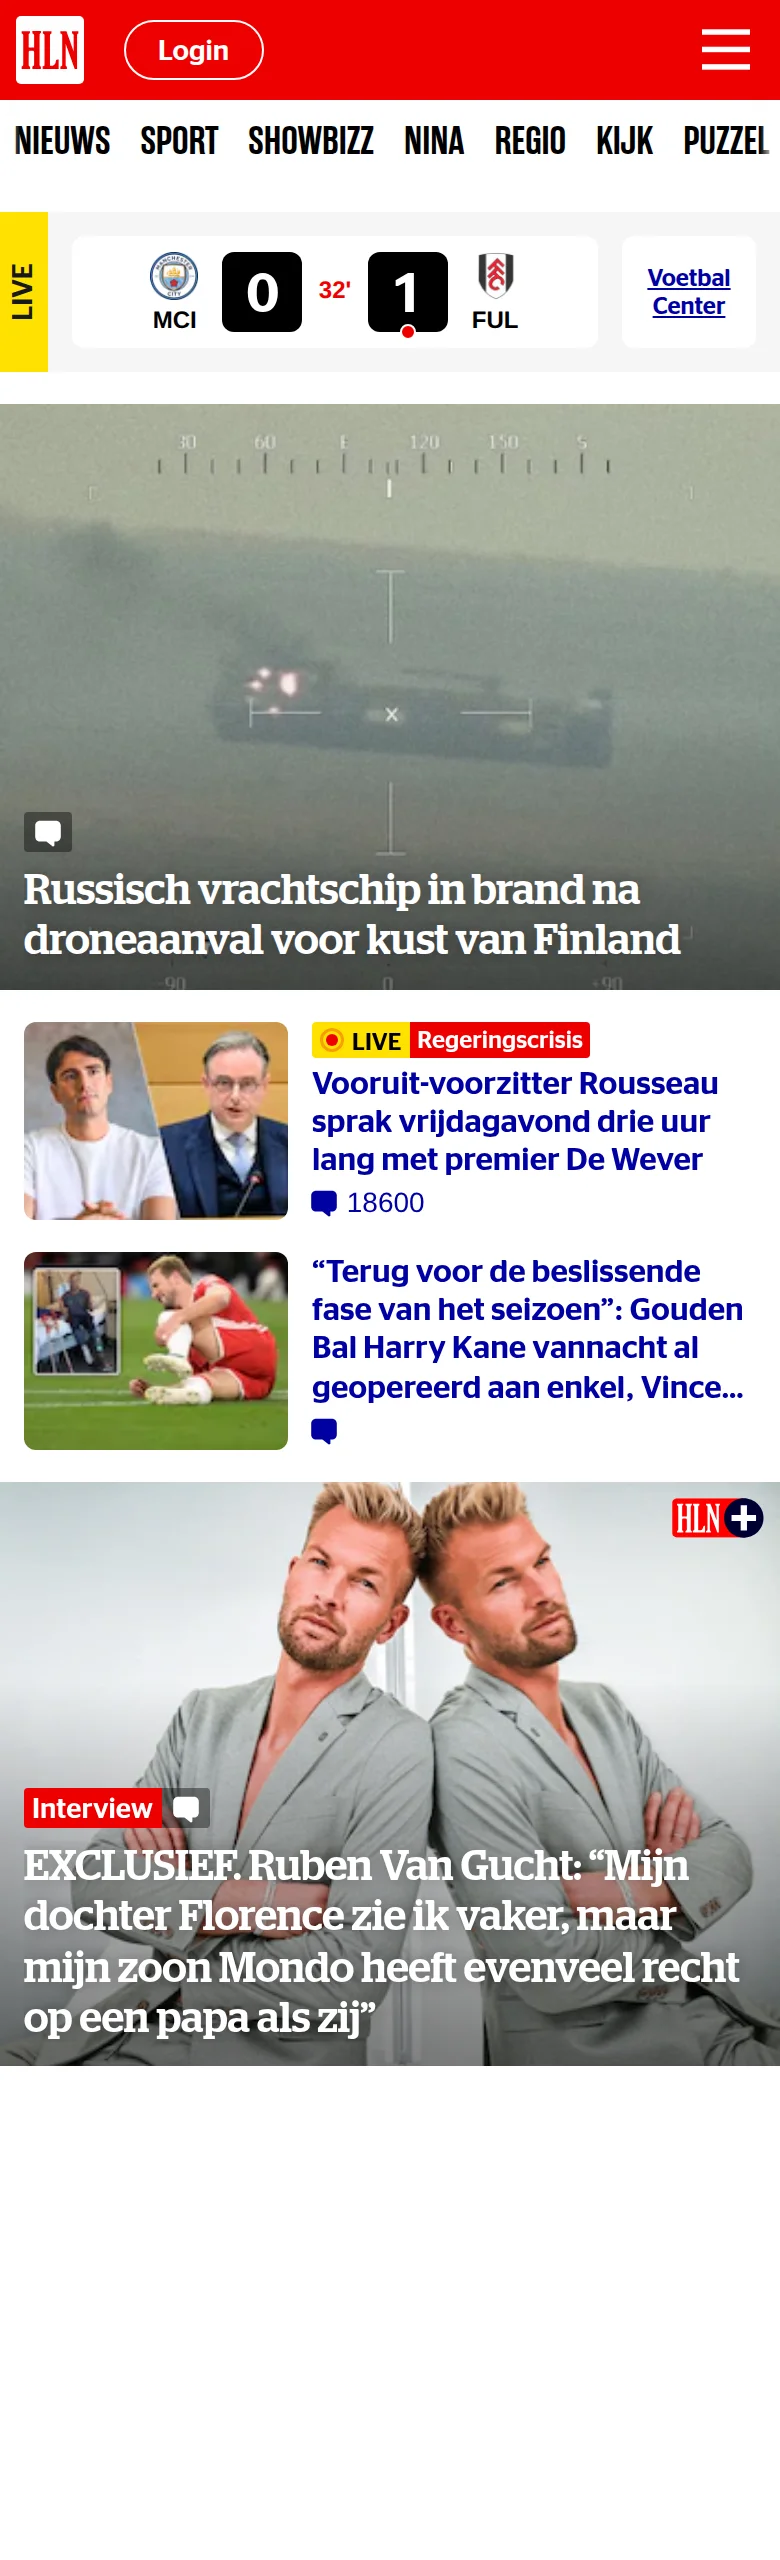 HLN
Login
NIEUWS SPORT SHOWBIZZ NINA REGIO KIJK PUZZEL
LIVE
MCI
0
32'
1
FUL
Voetbal
Center
30 60 E 120 150 S
-90 0 +90
Russisch vrachtschip in brand na
droneaanval voor kust van Finland
LIVE Regeringscrisis
Vooruit-voorzitter Rousseau
sprak vrijdagavond drie uur
lang met premier De Wever
18600
“Terug voor de beslissende
fase van het seizoen”: Gouden
Bal Harry Kane vannacht al
geopereerd aan enkel, Vince...
HLN+
Interview
EXCLUSIEF. Ruben Van Gucht: “Mijn
dochter Florence zie ik vaker, maar
mijn zoon Mondo heeft evenveel recht
op een papa als zij”